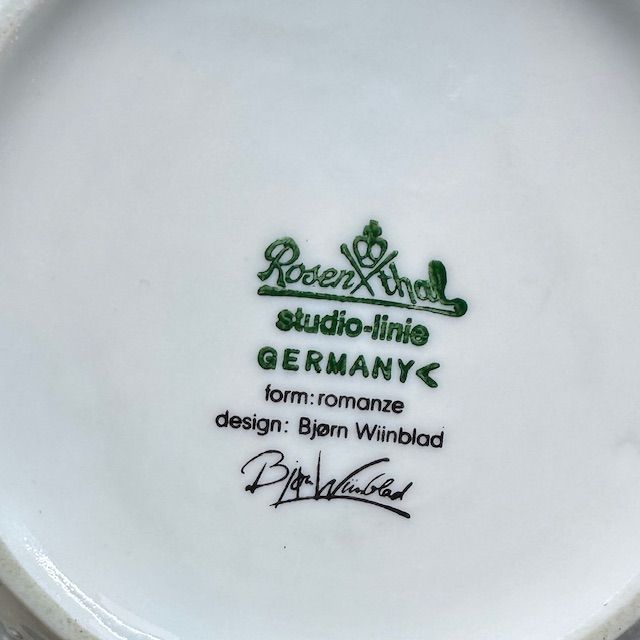 Rosenthal
studio-linie
GERMANY
form: romanze
design: Bjørn Wiinblad
Bjørn Wiinblad